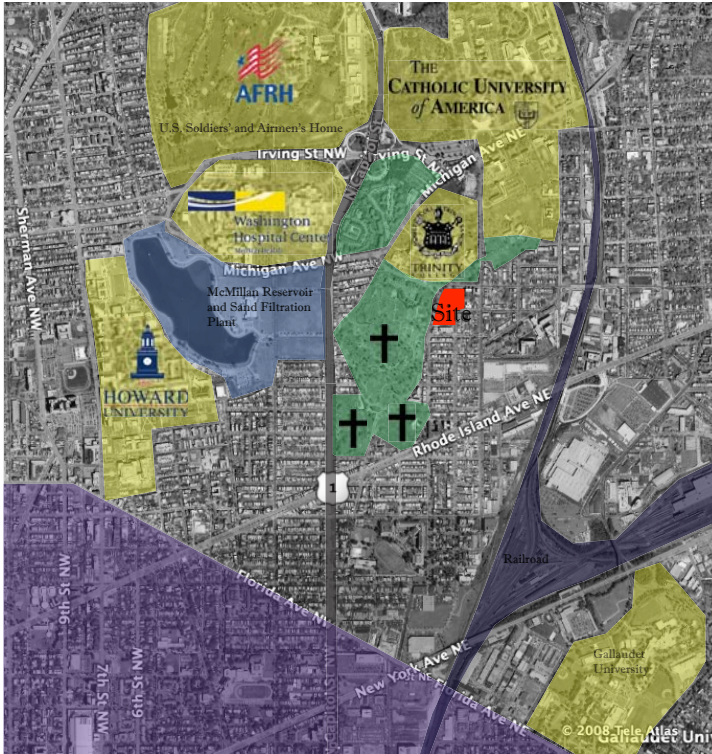 AFRH
U.S. Soldiers' and Airmen's Home
THE
CATHOLIC UNIVERSITY
of AMERICA
Irving St NW
Irving St N
Michigan Ave NE
Washington
Hospital Center
TRINITY
Michigan Ave NW
McMillan Reservoir
and Sand Filtration
Plant
Site
Sherman Ave NW
HOWARD
UNIVERSITY
Rhode Island Ave NE
1
Railroad
9th St NW
7th St NW
6th St NW
Florida Ave NW
Capitol St
New York Ave NE
Florida Ave NE
Gallaudet
University
© 2008 Tele Atlas
Gallaudet Uni